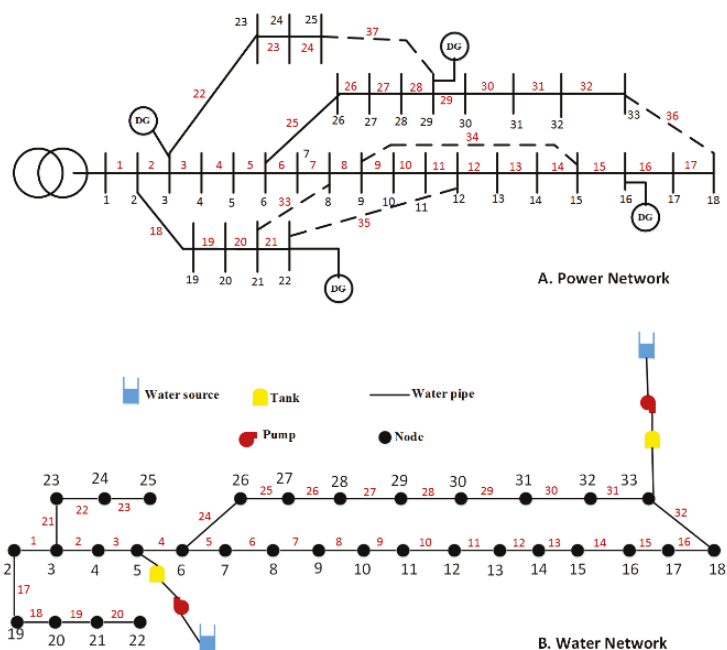 23 24 25
37
23 24
DG
22
26 27 28 29 30 31 32
DG
25
26 27 28 29 30 31 32 33
36
34
7
1 2 3 4 5 6 7 8 9 10 11 12 13 14 15 16 17
1 2 3 4 5 6 8 9 10 11 12 13 14 15 16 17 18
33
35
18
19 20 21
DG
19 20 21 22
DG
A. Power Network
Water source
Tank
Water pipe
Pump
Node
23 24 25 26 27 28 29 30 31 32 33
22 23 25 26 27 28 29 30 31
21 24 32
1 2 3 4 5 6 7 8 9 10 11 12 13 14 15 16
2 3 4 5 6 7 8 9 10 11 12 13 14 15 16 17 18
17
18 19 20
19 20 21 22
B. Water Network